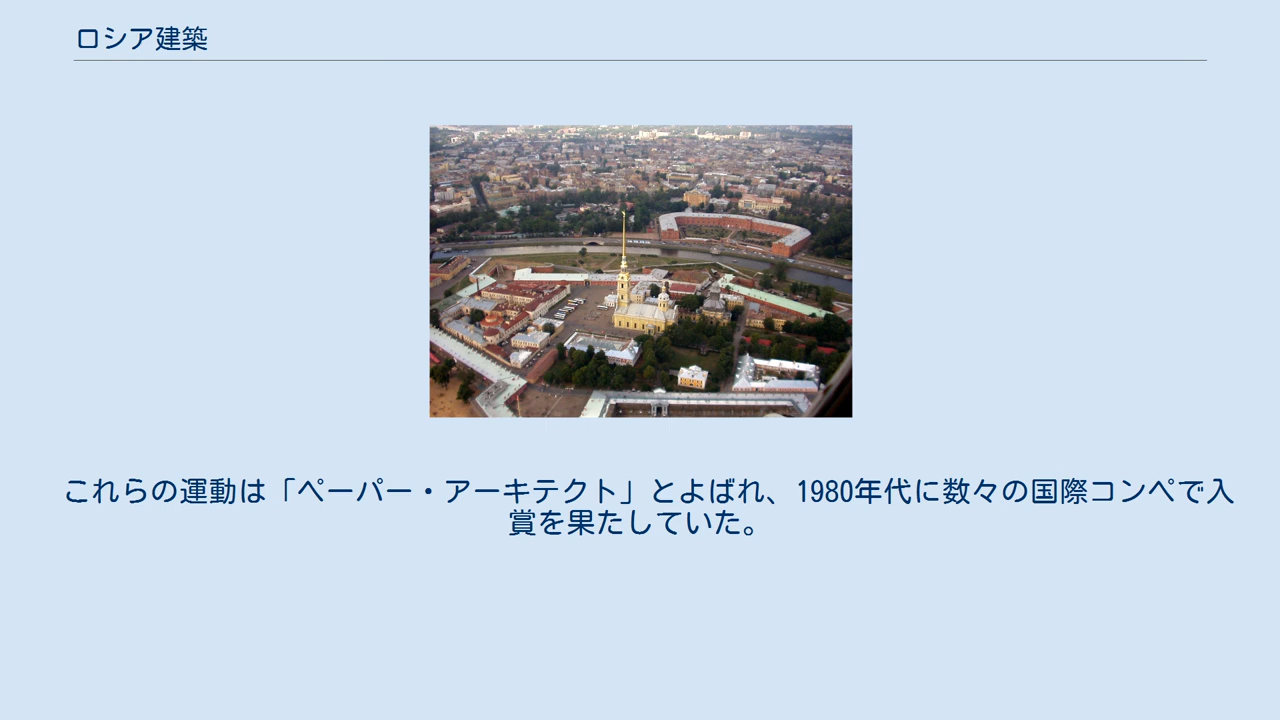 ロシア建築
これらの運動は「ペーパー・アーキテクト」とよばれ、1980年代に数々の国際コンペで入
賞を果たしていた。